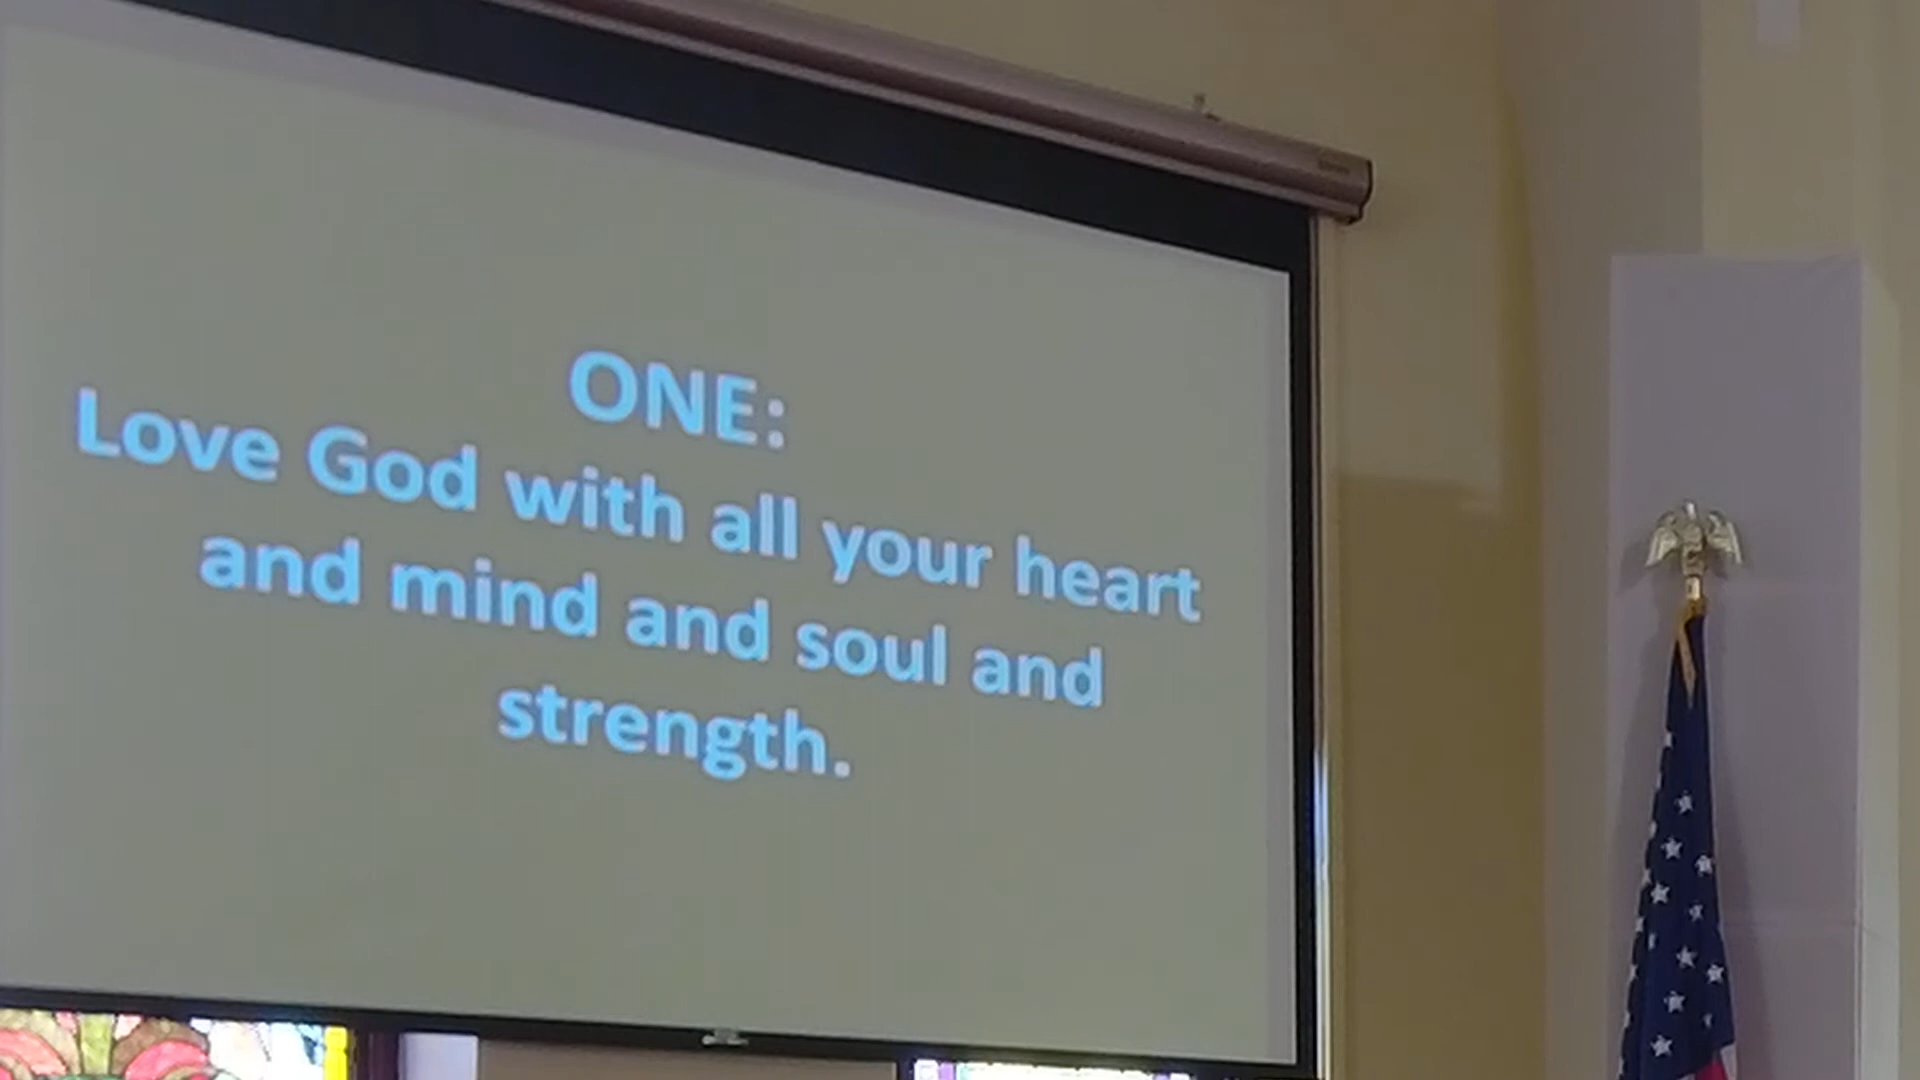 ONE:
Love God with all your heart
and mind and soul and
strength.